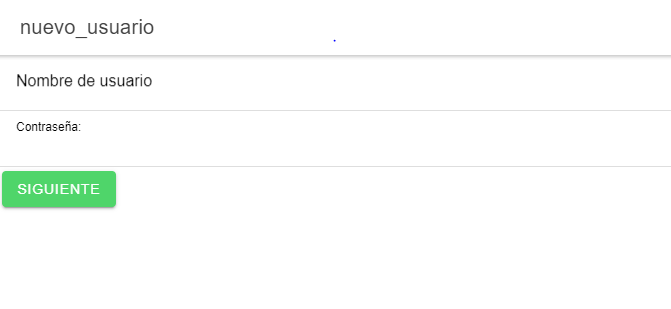 nuevo_usuario
Nombre de usuario
Contraseña:
SIGUIENTE